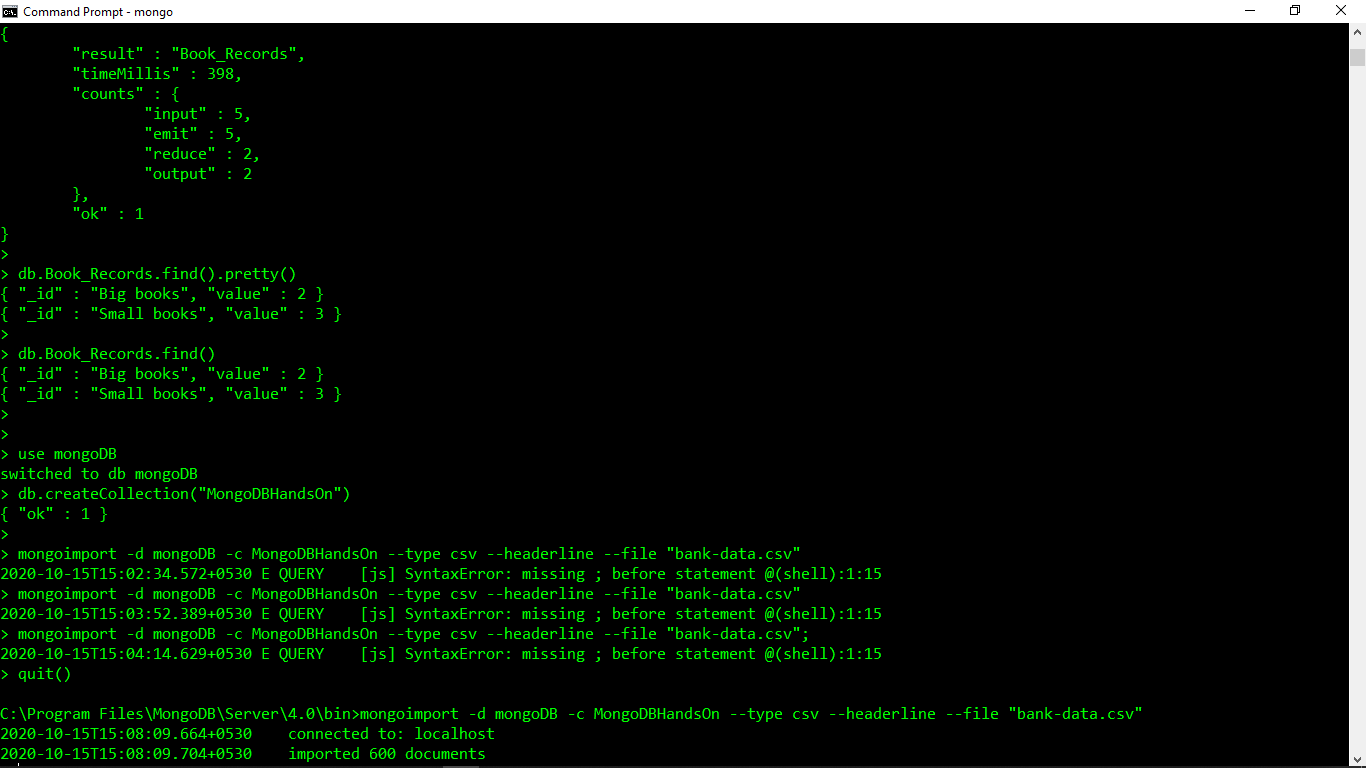 Command Prompt - mongo
{
"result" : "Book_Records",
"timeMillis" : 398,
"counts" : {
"input" : 5,
"emit" : 5,
"reduce" : 2,
"output" : 2
},
"ok" : 1
}
>
> db.Book_Records.find().pretty()
{ "_id" : "Big books", "value" : 2 }
{ "_id" : "Small books", "value" : 3 }
>
> db.Book_Records.find()
{ "_id" : "Big books", "value" : 2 }
{ "_id" : "Small books", "value" : 3 }
>
>
> use mongoDB
switched to db mongoDB
> db.createCollection("MongoDBHandsOn")
{ "ok" : 1 }
>
> mongoimport -d mongoDB -c MongoDBHandsOn --type csv --headerline --file "bank-data.csv"
2020-10-15T15:02:34.572+0530 E QUERY    [js] SyntaxError: missing ; before statement @(shell):1:15
> mongoimport -d mongoDB -c MongoDBHandsOn --type csv --headerline --file "bank-data.csv"
2020-10-15T15:03:52.389+0530 E QUERY    [js] SyntaxError: missing ; before statement @(shell):1:15
> mongoimport -d mongoDB -c MongoDBHandsOn --type csv --headerline --file "bank-data.csv";
2020-10-15T15:04:14.629+0530 E QUERY    [js] SyntaxError: missing ; before statement @(shell):1:15
> quit()
C:\Program Files\MongoDB\Server\4.0\bin>mongoimport -d mongoDB -c MongoDBHandsOn --type csv --headerline --file "bank-data.csv"
2020-10-15T15:08:09.664+0530    connected to: localhost
2020-10-15T15:08:09.704+0530    imported 600 documents